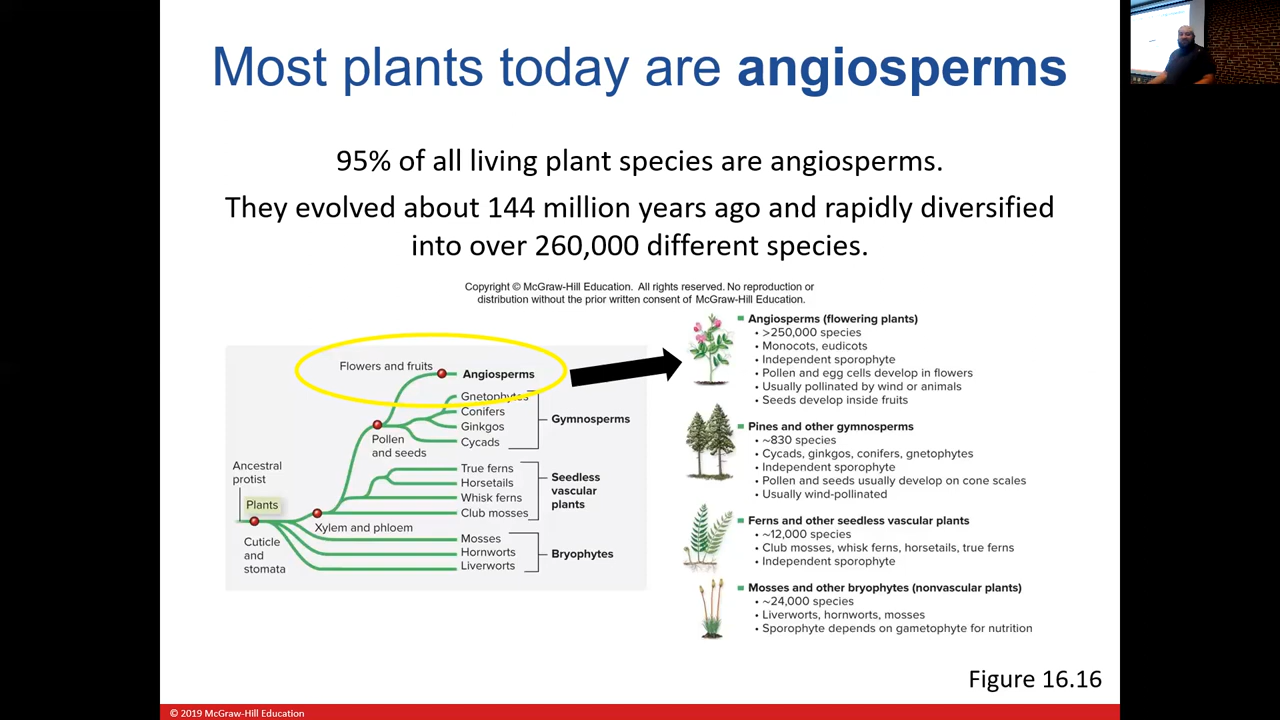 Most plants today are angiosperms
95% of all living plant species are angiosperms.
They evolved about 144 million years ago and rapidly diversified
into over 260,000 different species.
Copyright © McGraw-Hill Education. All rights reserved. No reproduction or
distribution without the prior written consent of McGraw-Hill Education.
Flowers and fruits
Angiosperms
Gnetophytes
Conifers
Ginkgos
Cycads
Gymnosperms
Pollen
and seeds
True ferns
Horsetails
Whisk ferns
Club mosses
Seedless
vascular
plants
Ancestral
protist
Plants
Xylem and phloem
Cuticle
and
stomata
Mosses
Hornworts
Liverworts
Bryophytes
Angiosperms (flowering plants)
• >250,000 species
• Monocots, eudicots
• Independent sporophyte
• Pollen and egg cells develop in flowers
• Usually pollinated by wind or animals
• Seeds develop inside fruits
Pines and other gymnosperms
• ~830 species
• Cycads, ginkgos, conifers, gnetophytes
• Independent sporophyte
• Pollen and seeds usually develop on cone scales
• Usually wind-pollinated
Ferns and other seedless vascular plants
• ~12,000 species
• Club mosses, whisk ferns, horsetails, true ferns
• Independent sporophyte
Mosses and other bryophytes (nonvascular plants)
• ~24,000 species
• Liverworts, hornworts, mosses
• Sporophyte depends on gametophyte for nutrition
Figure 16.16
© 2019 McGraw-Hill Education